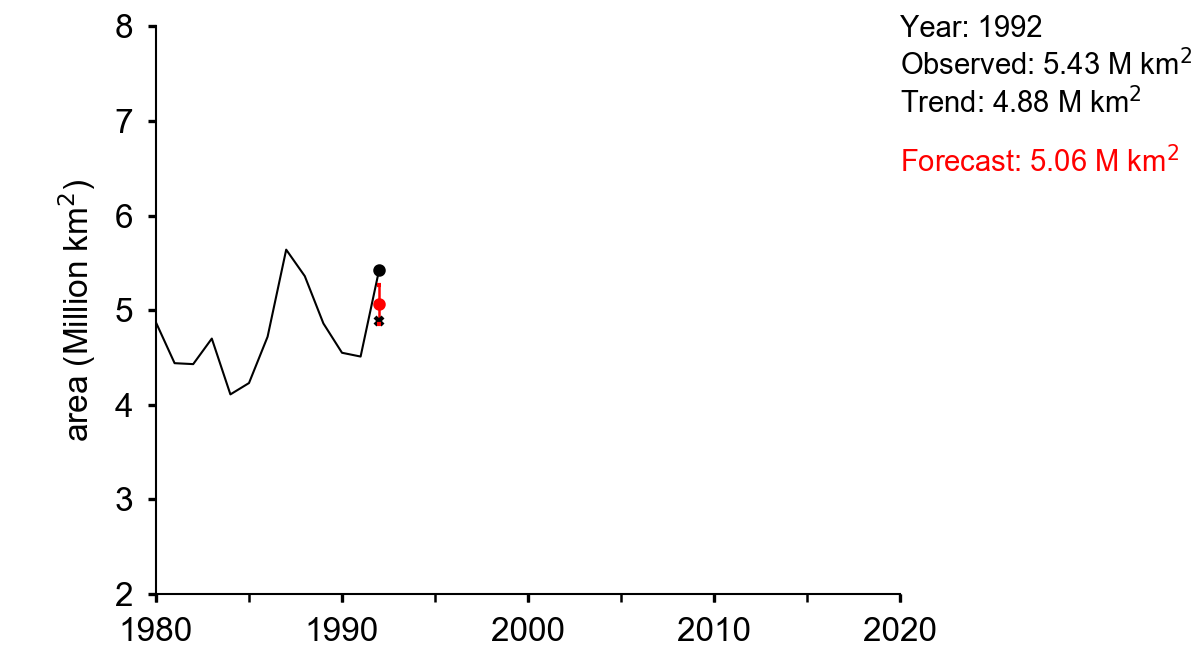 Year: 1992
Observed: 5.43 M km²
Trend: 4.88 M km²
Forecast: 5.06 M km²
area (Million km²)
8
7
6
5
4
3
2
1980 1990 2000 2010 2020